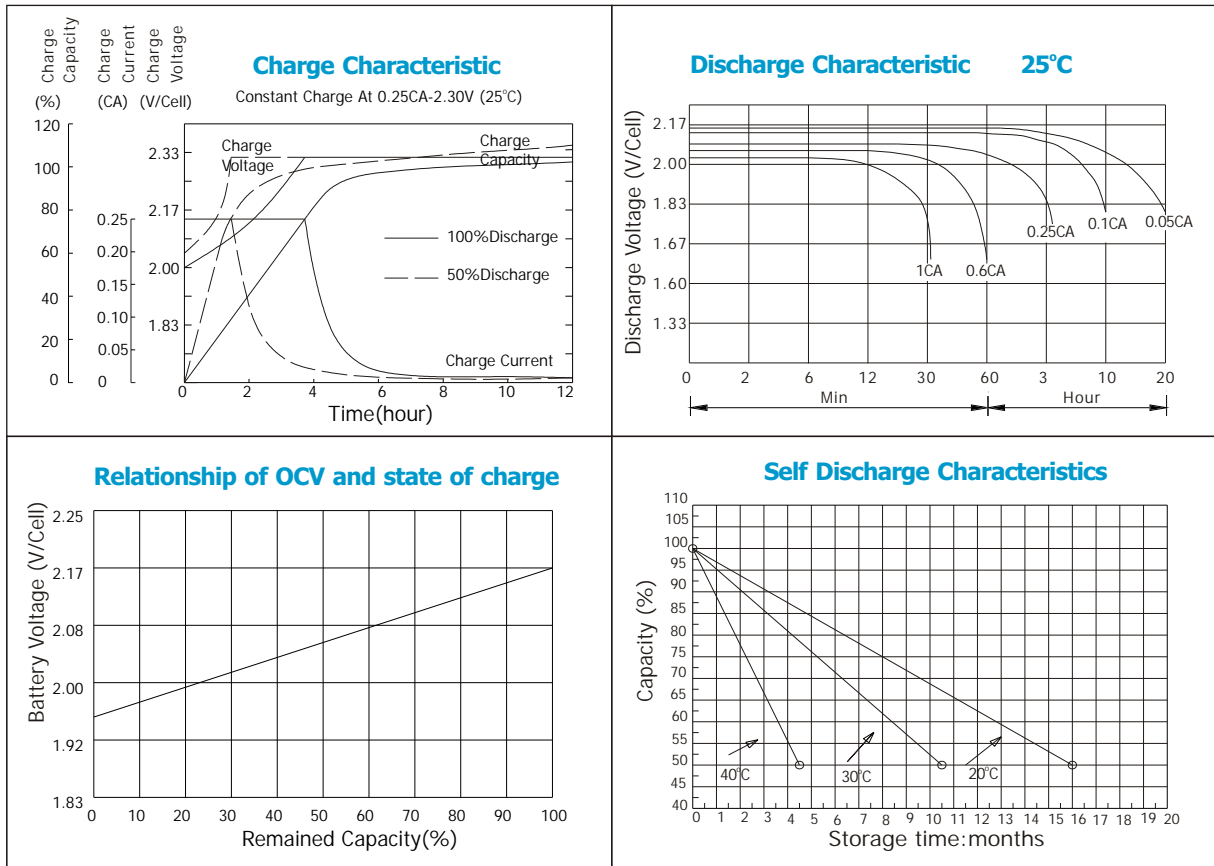 Charge Capacity
Charge Current
Charge Voltage
Charge Characteristic
Constant Charge At 0.25CA-2.30V (25°C)
(%) (CA) (V/Cell)
120
100
80
60
40
20
0
0.25
0.20
0.15
0.10
0.05
0
2.33
2.17
2.00
1.83
Charge Voltage
Charge Capacity
100%Discharge
50%Discharge
Charge Current
0 2 4 6 8 10 12
Time(hour)
Discharge Characteristic 25°C
Discharge Voltage (V/Cell)
2.17
2.00
1.83
1.67
1.60
1.33
1CA 0.6CA 0.25CA 0.1CA 0.05CA
0 2 6 12 30 60 3 10 20
Min Hour
Relationship of OCV and state of charge
Battery Voltage (V/Cell)
2.25
2.17
2.08
2.00
1.92
1.83
0 10 20 30 40 50 60 70 80 90 100
Remained Capacity(%)
Self Discharge Characteristics
Capacity (%)
110
105
100
95
90
85
80
75
70
65
60
55
50
45
40
40°C 30°C 20°C
0 1 2 3 4 5 6 7 8 9 10 11 12 13 14 15 16 17 18 19 20
Storage time:months